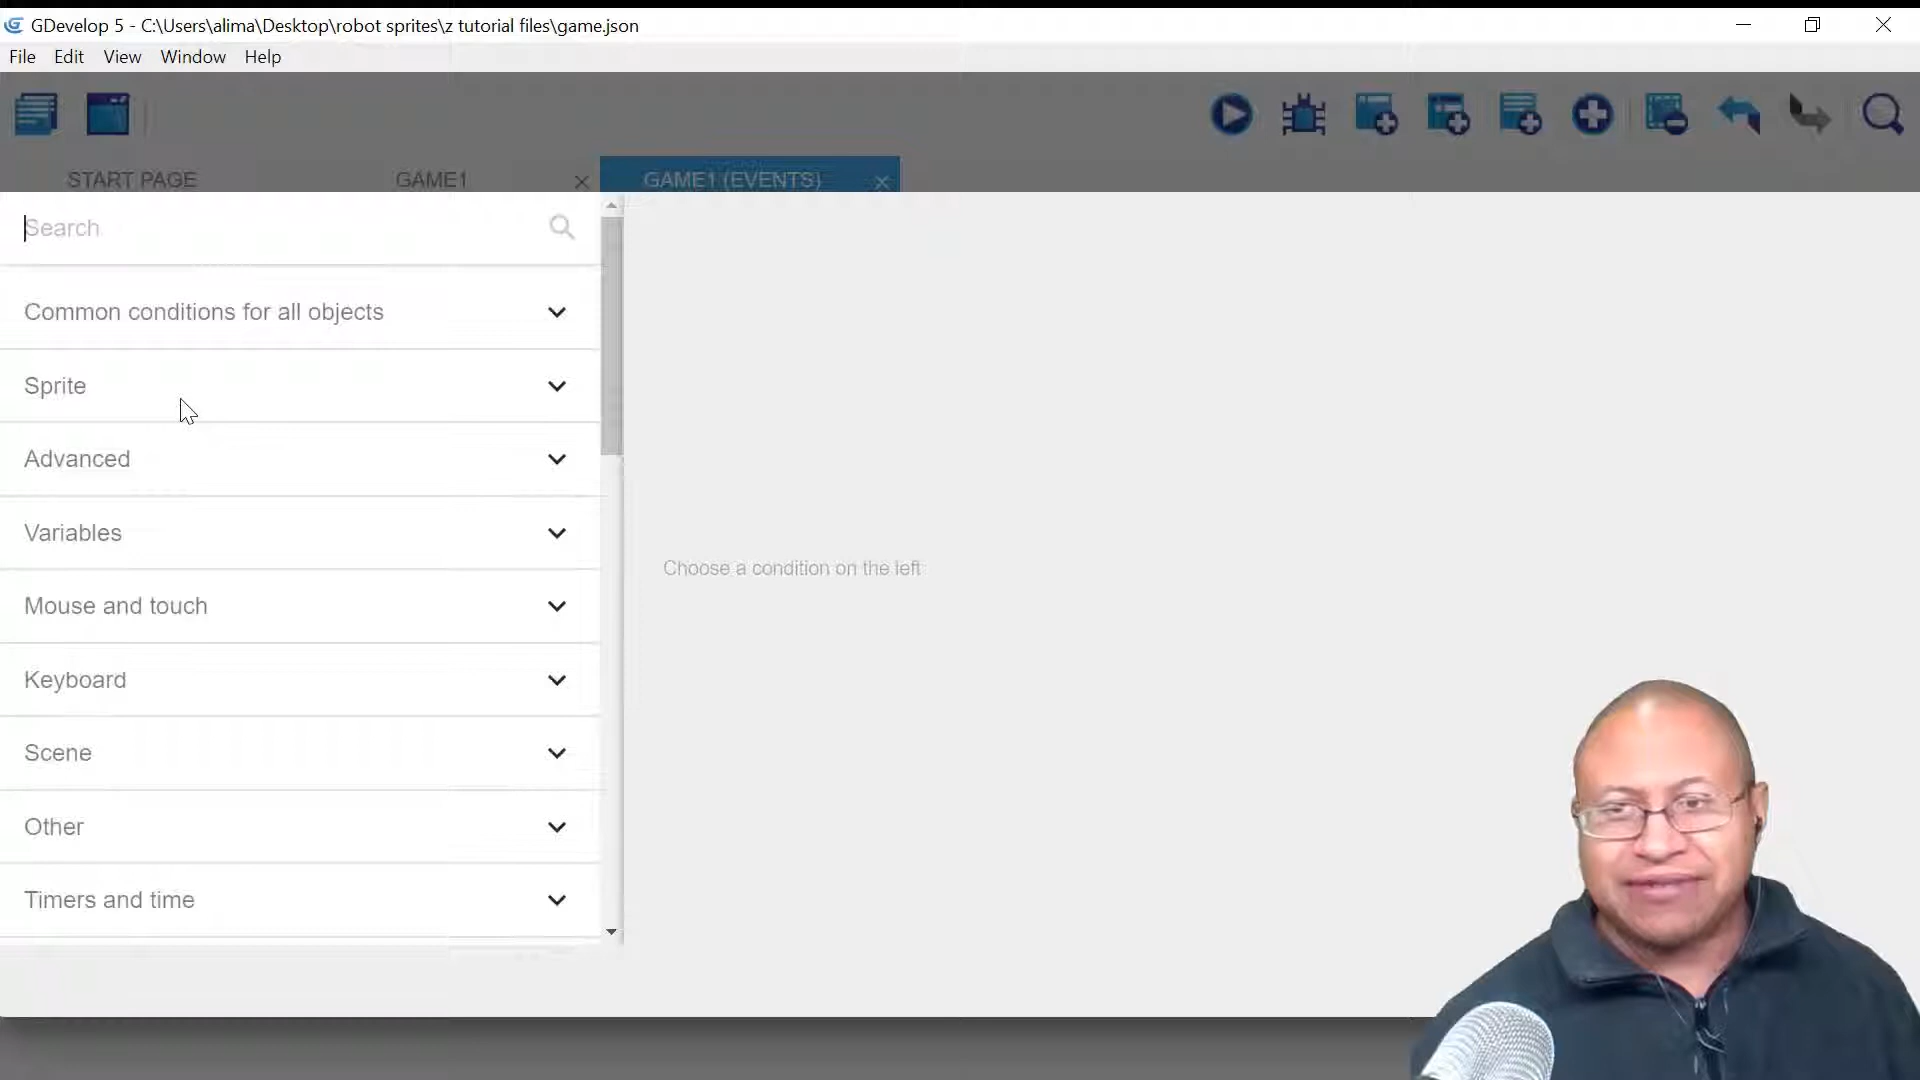 GDevelop 5 - C:\Users\alima\Desktop\robot sprites\z tutorial files\game.json
File Edit View Window Help
START PAGE GAME1 GAME1 (EVENTS)
Search
Common conditions for all objects
Sprite
Advanced
Variables
Choose a condition on the left
Mouse and touch
Keyboard
Scene
Other
Timers and time